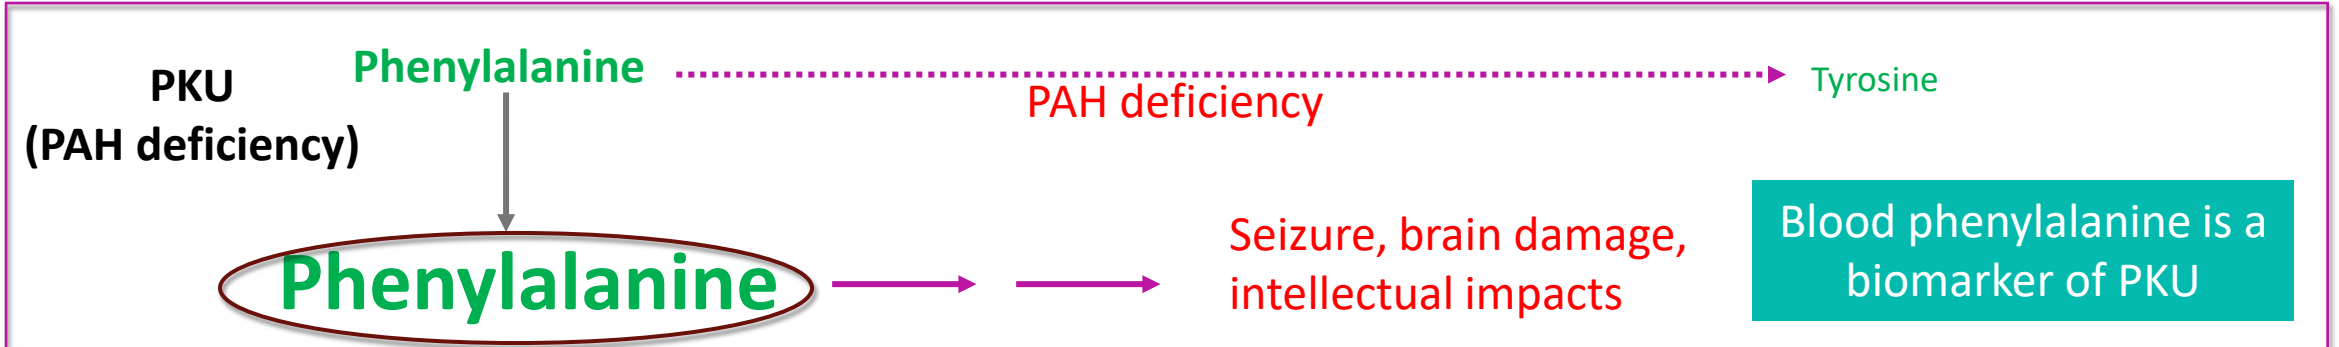 PKU
(PAH deficiency)
Phenylalanine
PAH deficiency
Tyrosine
Phenylalanine
Seizure, brain damage,
intellectual impacts
Blood phenylalanine is a
biomarker of PKU